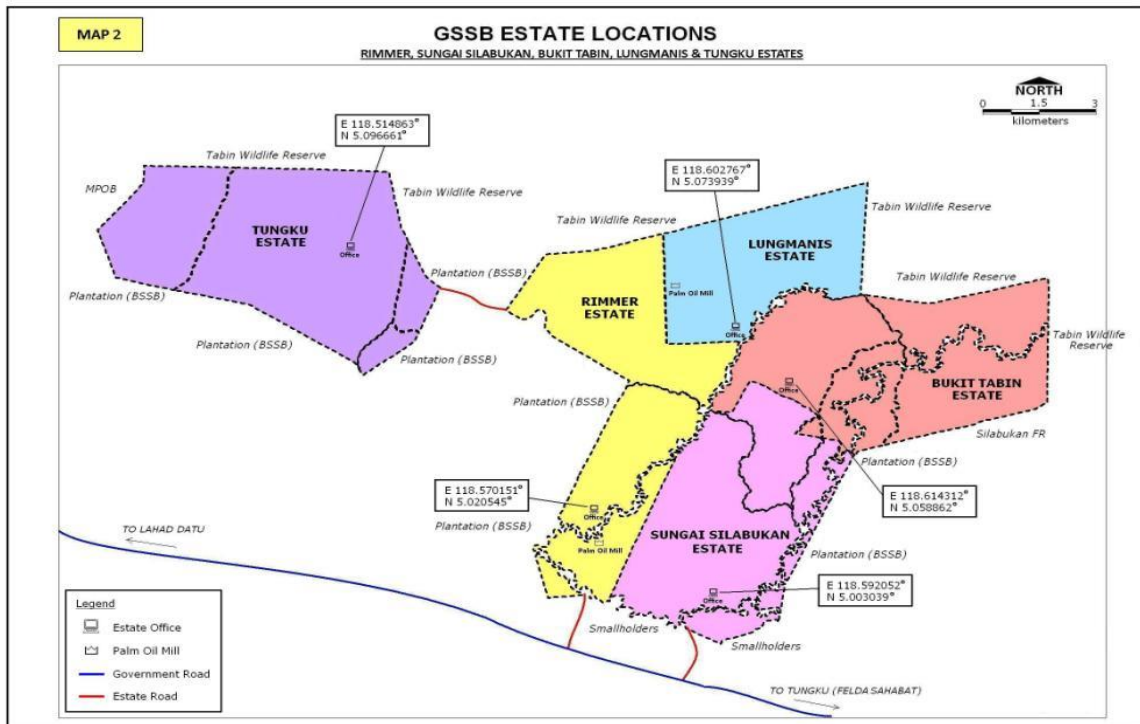 MAP 2
GSSB ESTATE LOCATIONS
RIMMER, SUNGAI SILABUKAN, BUKIT TABIN, LUNGMANIS & TUNGKU ESTATES
NORTH
0 1.5 3
kilometers
E 118.514863°
N 5.096661°
Tabin Wildlife Reserve
MPOB
Tabin Wildlife Reserve
TUNGKU
ESTATE
Office
Plantation (BSSB)
Plantation (BSSB)
Plantation (BSSB)
Plantation (BSSB)
E 118.602767°
N 5.073939°
Tabin Wildlife Reserve
Tabin Wildlife Reserve
LUNGMANIS
ESTATE
Palm Oil Mill
Office
Tabin Wildlife Reserve
RIMMER
ESTATE
Tabin Wildlife
Reserve
BUKIT TABIN
ESTATE
Office
Silabukan FR
Plantation (BSSB)
Plantation (BSSB)
E 118.570151°
N 5.020545°
Office
Plantation (BSSB)
Palm Oil Mill
E 118.614312°
N 5.058862°
SUNGAI SILABUKAN
ESTATE
Plantation (BSSB)
Office
E 118.592052°
N 5.003039°
Smallholders
Smallholders
TO LAHAD DATU
TO TUNGKU (FELDA SAHABAT)
Legend
Estate Office
Palm Oil Mill
Government Road
Estate Road